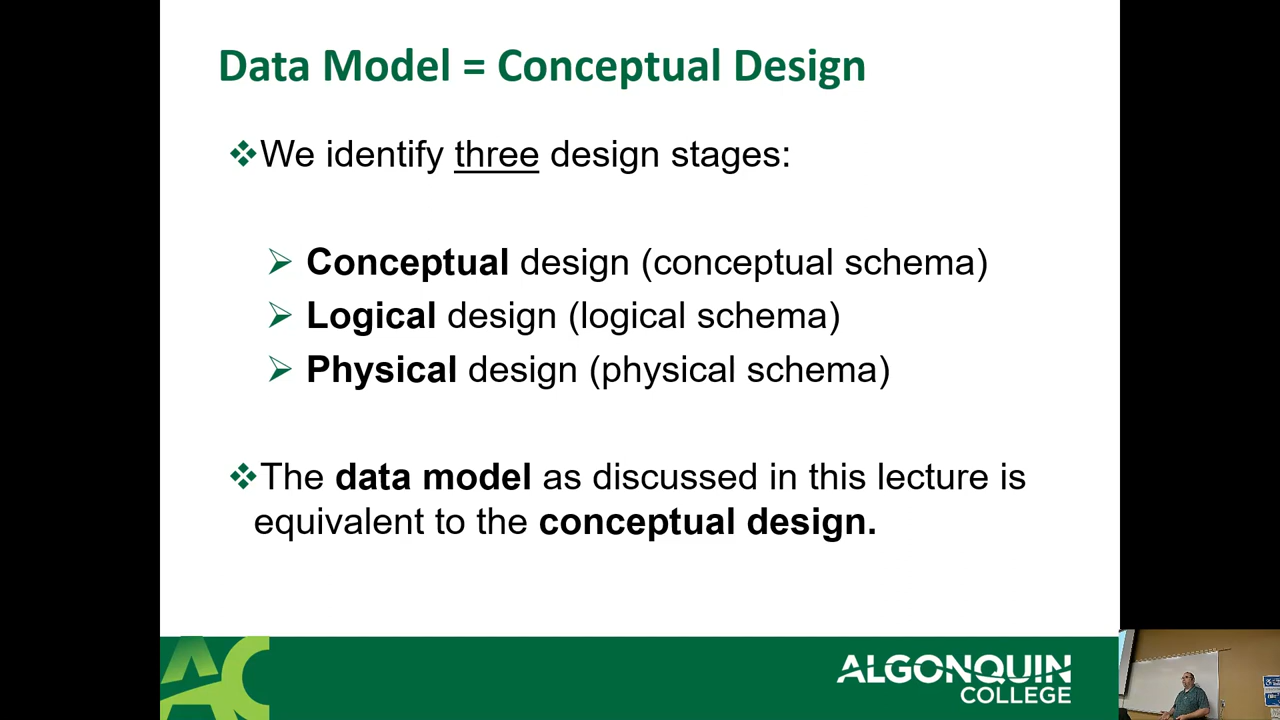 Data Model = Conceptual Design
❖We identify three design stages:
➢ Conceptual design (conceptual schema)
➢ Logical design (logical schema)
➢ Physical design (physical schema)
❖The data model as discussed in this lecture is
equivalent to the conceptual design.
AC
ALGONQUIN
COLLEGE